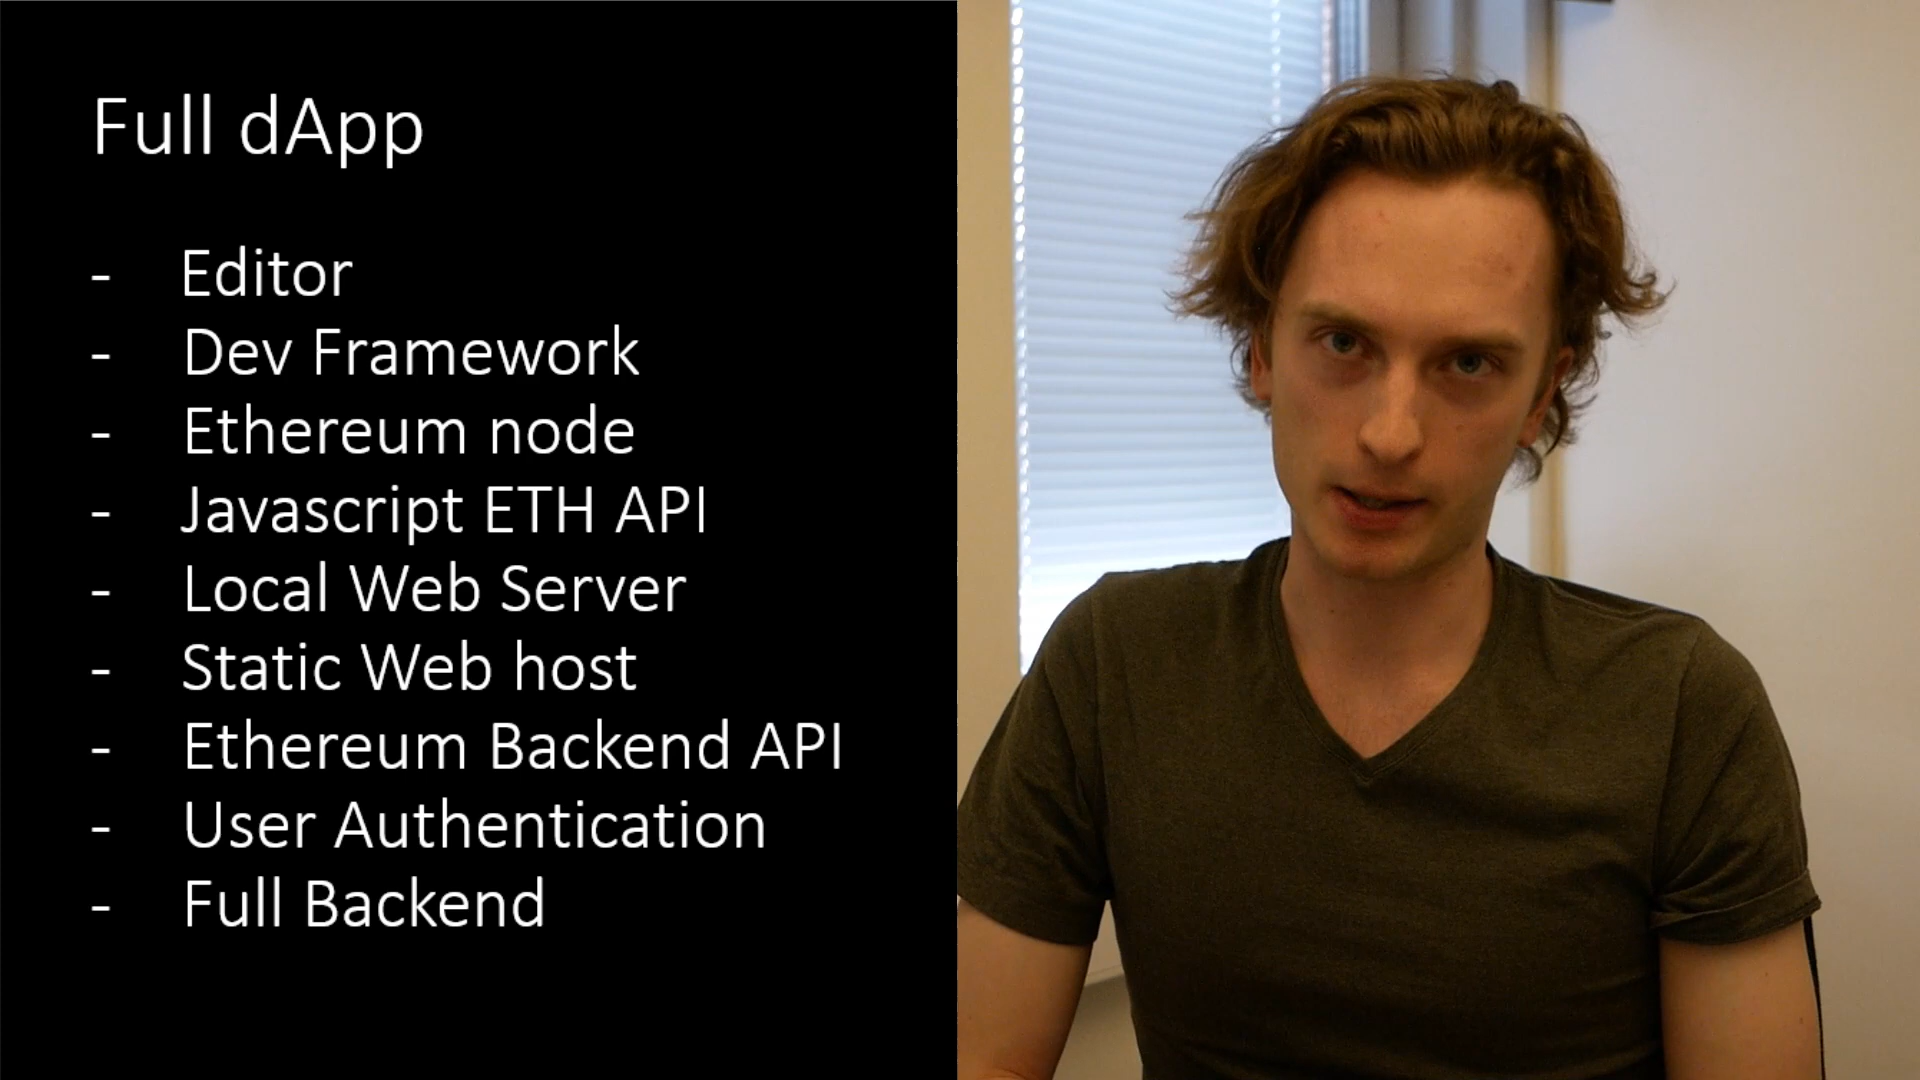 Full dApp
- Editor
- Dev Framework
- Ethereum node
- Javascript ETH API
- Local Web Server
- Static Web host
- Ethereum Backend API
- User Authentication
- Full Backend